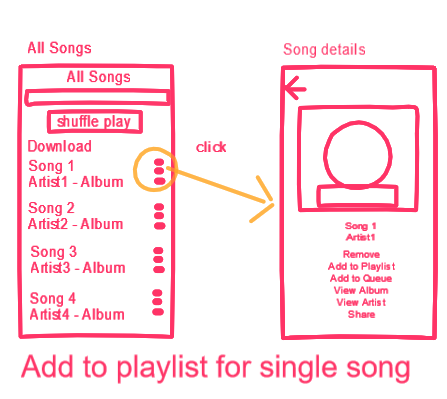 All Songs
All Songs
shuffle play
Download
Song 1
Artist1 - Album
Song 2
Artist2 - Album
Song 3
Artist3 - Album
Song 4
Artist4 - Album
click
Song details
Song 1
Artist1
Remove
Add to Playlist
Add to Queue
View Album
View Artist
Share
Add to playlist for single song